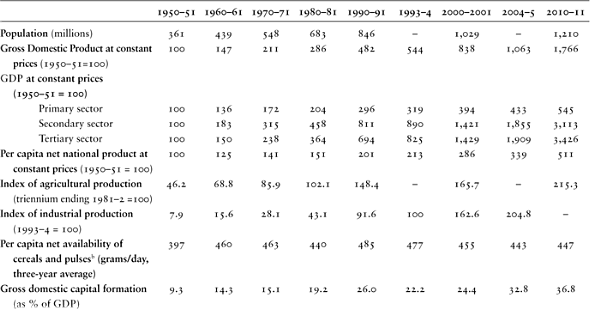 1950–51 1960–61 1970–71 1980–81 1990–91 1993–4 2000–2001 2004–5 2010–11
Population (millions) 361 439 548 683 846 – 1,029 – 1,210
Gross Domestic Product at constant 100 147 211 286 482 544 838 1,063 1,766
prices (1950–51=100)
GDP at constant prices
(1950–51 = 100)
Primary sector 100 136 172 204 296 319 394 433 545
Secondary sector 100 183 315 458 811 890 1,421 1,855 3,113
Tertiary sector 100 150 238 364 694 825 1,429 1,909 3,426
Per capita net national product at 100 125 141 151 201 213 286 339 511
constant prices (1950–51 = 100)
Index of agricultural production 46.2 68.8 85.9 102.1 148.4 – 165.7 – 215.3
(triennium ending 1981–2 =100)
Index of industrial production 7.9 15.6 28.1 43.1 91.6 100 162.6 204.8 –
(1993–4 = 100)
Per capita net availability of 397 460 463 440 485 477 455 443 447
cereals and pulsesᵇ (grams/day,
three-year average)
Gross domestic capital formation 9.3 14.3 15.1 19.2 26.0 22.2 24.4 32.8 36.8
(as % of GDP)